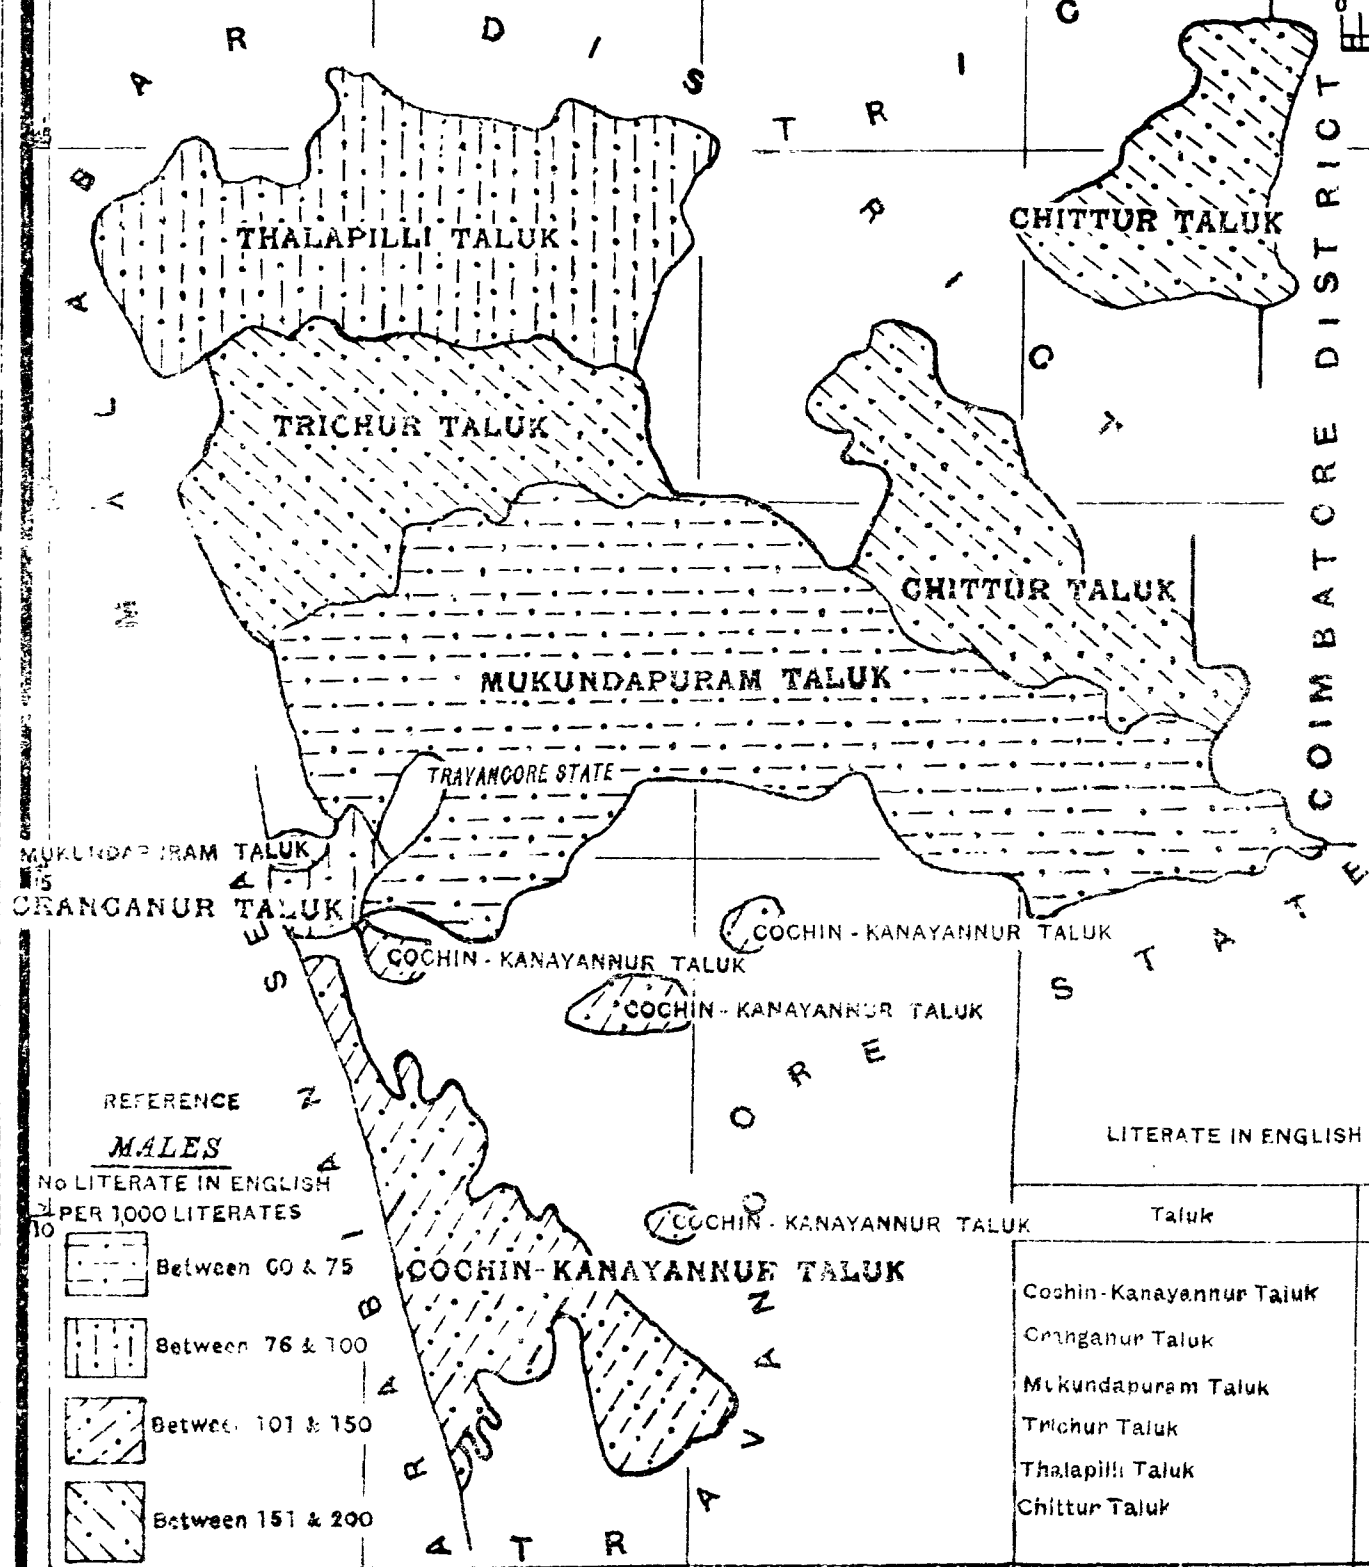 MALABAR DISTRICT
COIMBATORE DISTRICT
CHITTUR TALUK
THALAPILLI TALUK
TRICHUR TALUK
CHITTUR TALUK
MUKUNDAPURAM TALUK
TRAVANCORE STATE
MUKUNDAPURAM TALUK
CRANGANUR TALUK
COCHIN - KANAYANNUR TALUK
COCHIN - KANAYANNUR TALUK
COCHIN - KANAYANNUR TALUK
TRAVANCORE STATE
ARABIAN SEA
COCHIN - KANAYANNUR TALUK
COCHIN-KANAYANNUR TALUK
REFERENCE
MALES
No LITERATE IN ENGLISH
PER 1,000 LITERATES
10
Between 60 & 75
Between 76 & 100
Between 101 & 150
Between 151 & 200
LITERATE IN ENGLISH
Taluk
Cochin-Kanayannur Taluk
Cranganur Taluk
Mukundapuram Taluk
Trichur Taluk
Thalapilli Taluk
Chittur Taluk